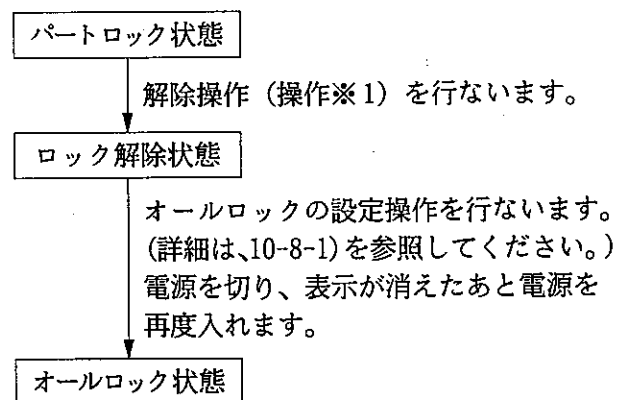 パートロック状態
解除操作（操作※1）を行ないます。
ロック解除状態
オールロックの設定操作を行ないます。
(詳細は、10-8-1)を参照してください。)
電源を切り、表示が消えたあと電源を
再度入れます。
オールロック状態